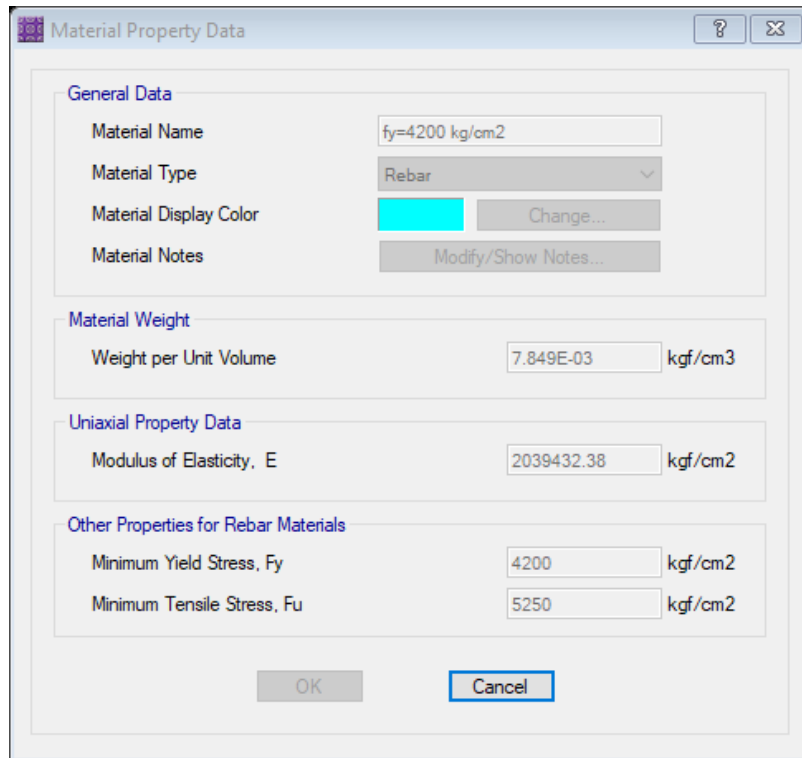 Material Property Data
General Data
Material Name fy=4200 kg/cm2
Material Type Rebar
Material Display Color Change...
Material Notes Modify/Show Notes...
Material Weight
Weight per Unit Volume 7.849E-03 kgf/cm3
Uniaxial Property Data
Modulus of Elasticity, E 2039432.38 kgf/cm2
Other Properties for Rebar Materials
Minimum Yield Stress, Fy 4200 kgf/cm2
Minimum Tensile Stress, Fu 5250 kgf/cm2
OK Cancel